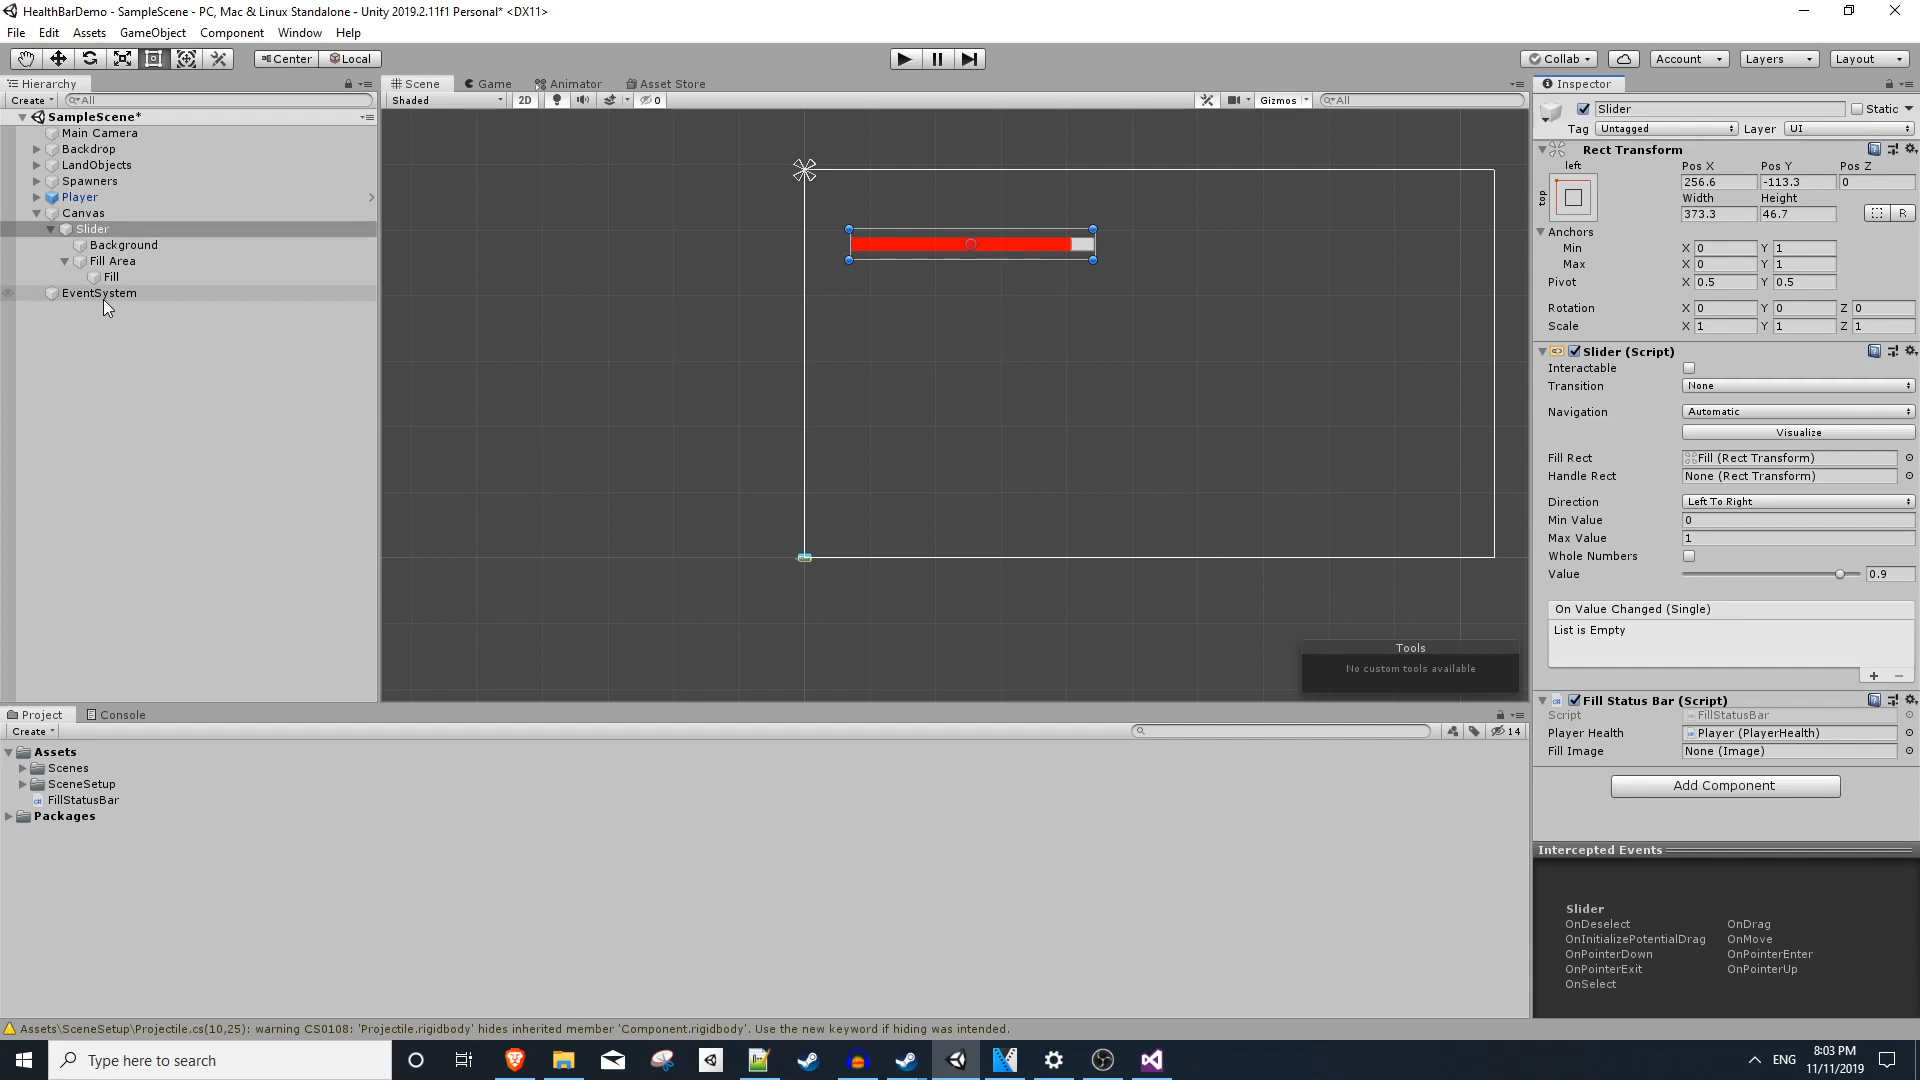 HealthBarDemo - SampleScene - PC, Mac & Linux Standalone - Unity 2019.2.11f1 Personal* <DX11>
File Edit Assets GameObject Component Window Help
Center Local Collab Account Layers Layout
Hierarchy
Create All
SampleScene*
Main Camera
Backdrop
LandObjects
Spawners
Player
Canvas
Slider
Background
Fill Area
Fill
EventSystem
Scene Game Animator Asset Store
Shaded 2D 0 Gizmos All
Tools
No custom tools available
Inspector
Slider Static
Tag Untagged Layer UI
Rect Transform
left Pos X Pos Y Pos Z
top 256.6 -113.3 0
Width Height
373.3 46.7 R
Anchors
Min X 0 Y 1
Max X 0 Y 1
Pivot X 0.5 Y 0.5
Rotation X 0 Y 0 Z 0
Scale X 1 Y 1 Z 1
Slider (Script)
Interactable
Transition None
Navigation Automatic
Visualize
Fill Rect Fill (Rect Transform)
Handle Rect None (Rect Transform)
Direction Left To Right
Min Value 0
Max Value 1
Whole Numbers
Value 0.9
On Value Changed (Single)
List is Empty
+ −
Fill Status Bar (Script)
Script FillStatusBar
Player Health Player (PlayerHealth)
Fill Image None (Image)
Add Component
Intercepted Events
Slider
OnDeselect OnDrag
OnInitializePotentialDrag OnMove
OnPointerDown OnPointerEnter
OnPointerExit OnPointerUp
OnSelect
Project Console
Create 14
Assets
Scenes
SceneSetup
FillStatusBar
Packages
Assets\SceneSetup\Projectile.cs(10,25): warning CS0108: 'Projectile.rigidbody' hides inherited member 'Component.rigidbody'. Use the new keyword if hiding was intended.
Type here to search
ENG
8:03 PM
11/11/2019